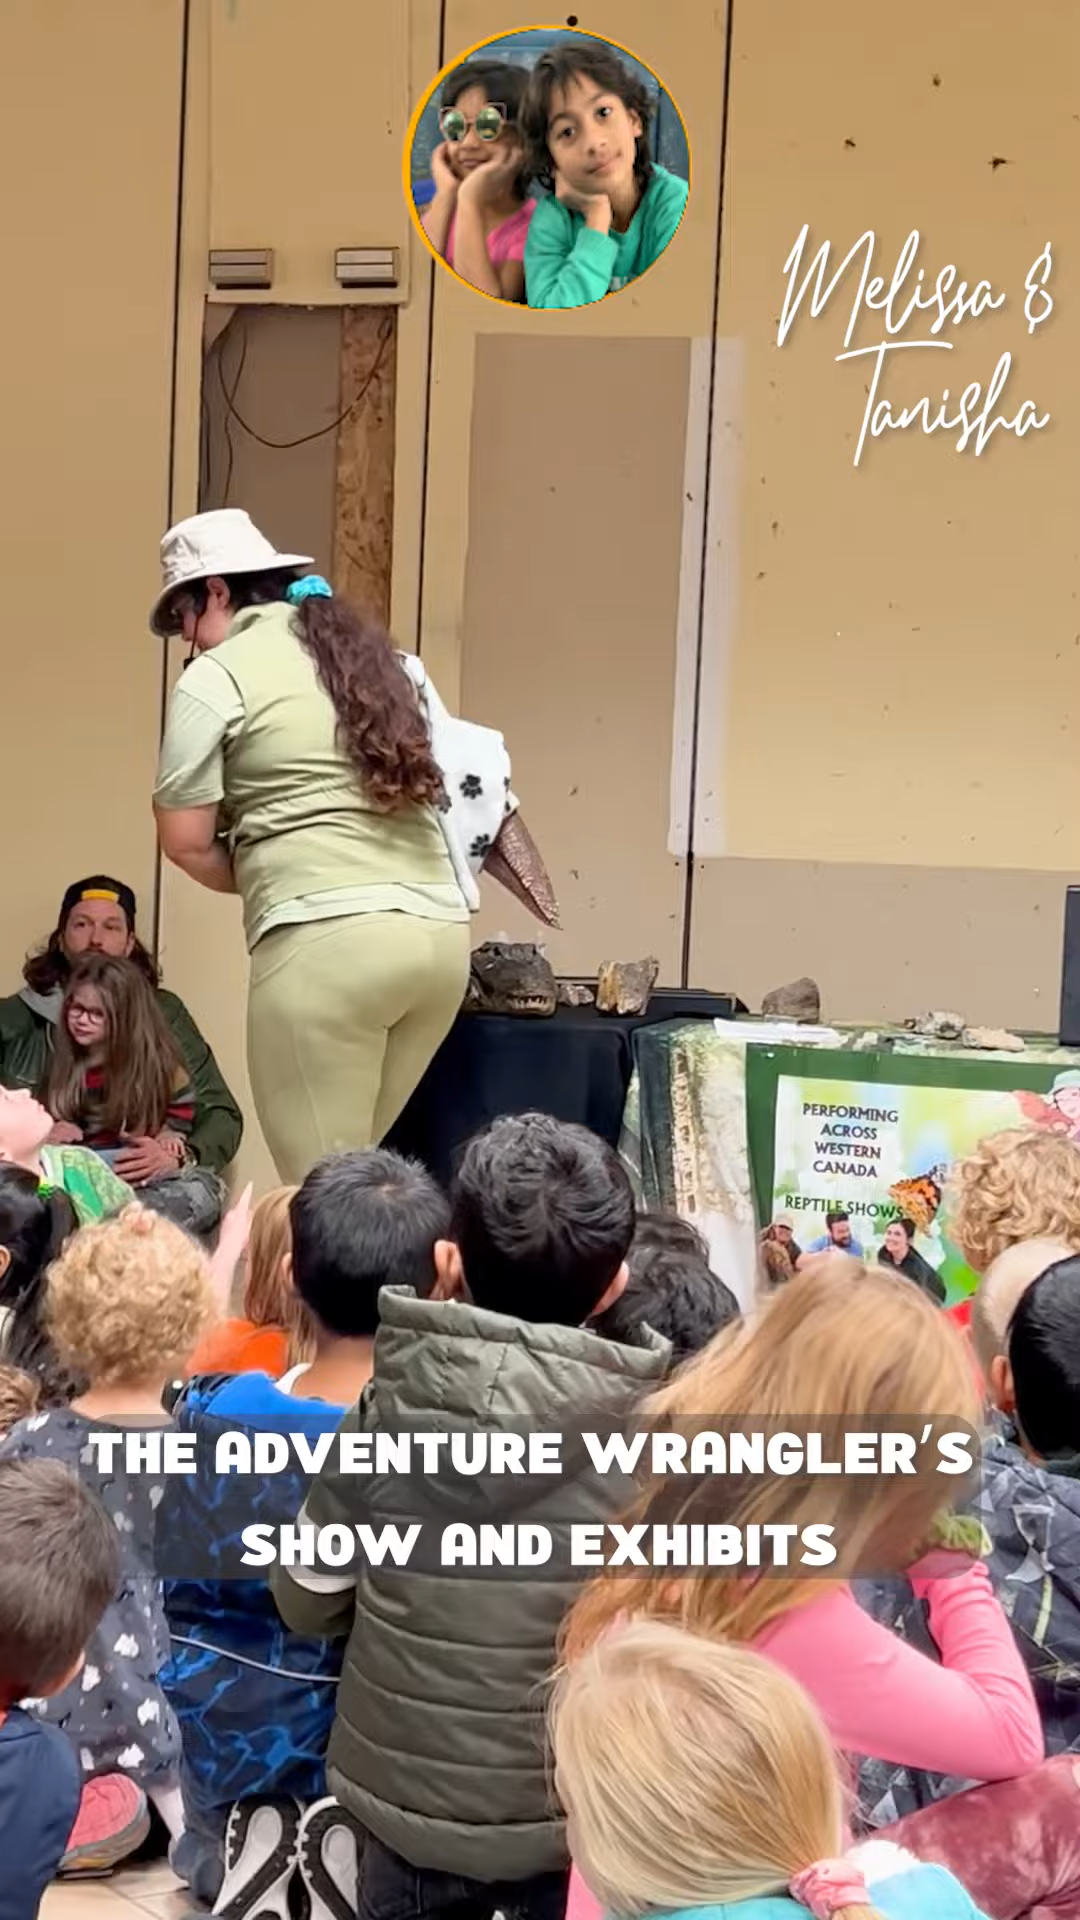 Melissa &
Tanisha
PERFORMING
ACROSS
WESTERN
CANADA
REPTILE SHOWS
THE ADVENTURE WRANGLER'S
SHOW AND EXHIBITS